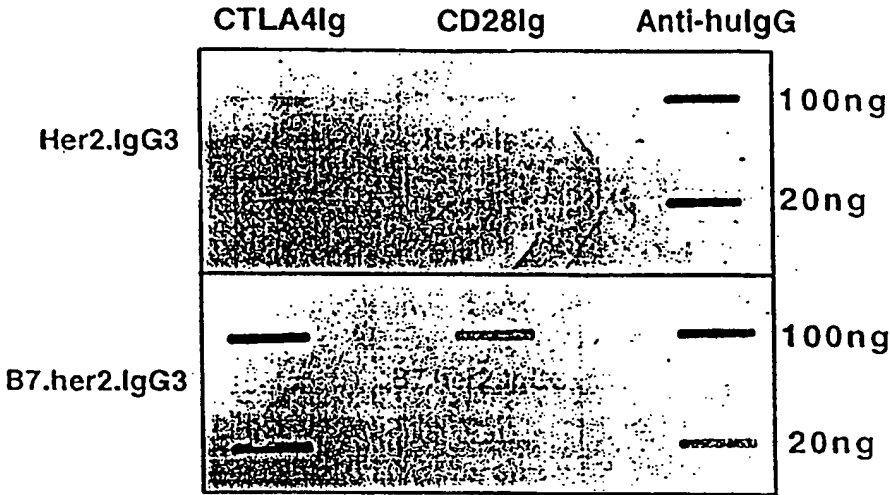 CTLA4Ig CD28Ig Anti-huIgG
Her2.IgG3
100ng
20ng
B7.her2.IgG3
100ng
20ng